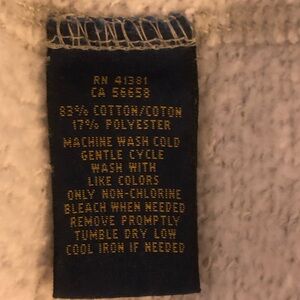 RN 41381
CA 56658
83% COTTON/COTON
17% POLYESTER
MACHINE WASH COLD
GENTLE CYCLE
WASH WITH
LIKE COLORS
ONLY NON-CHLORINE
BLEACH WHEN NEEDED
REMOVE PROMPTLY
TUMBLE DRY LOW
COOL IRON IF NEEDED